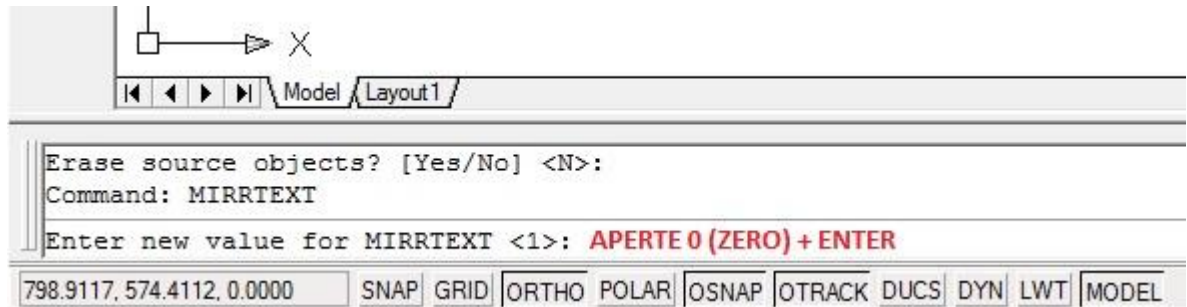 X
Model Layout1
Erase source objects? [Yes/No] <N>:
Command: MIRRTEXT
Enter new value for MIRRTEXT <1>: APERTE 0 (ZERO) + ENTER
798.9117, 574.4112, 0.0000 SNAP GRID ORTHO POLAR OSNAP OTRACK DUCS DYN LWT MODEL